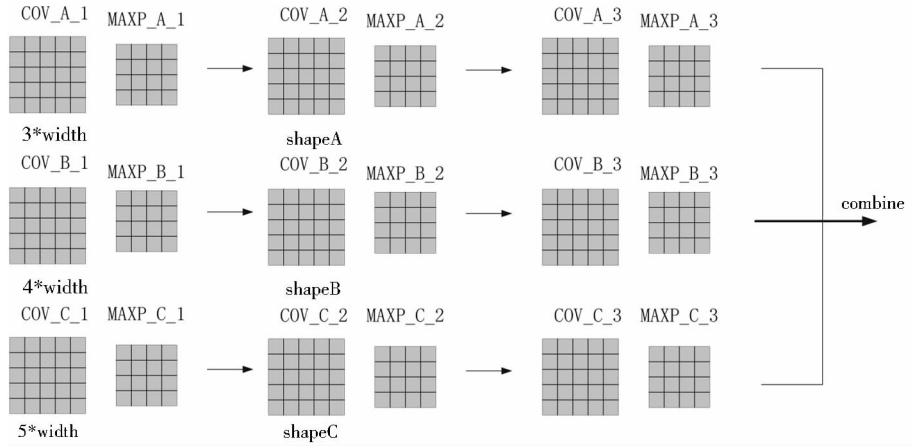 COV_A_1 MAXP_A_1 COV_A_2 MAXP_A_2 COV_A_3 MAXP_A_3
3*width shapeA
COV_B_1 MAXP_B_1 COV_B_2 MAXP_B_2 COV_B_3 MAXP_B_3
combine
4*width shapeB
COV_C_1 MAXP_C_1 COV_C_2 MAXP_C_2 COV_C_3 MAXP_C_3
5*width shapeC